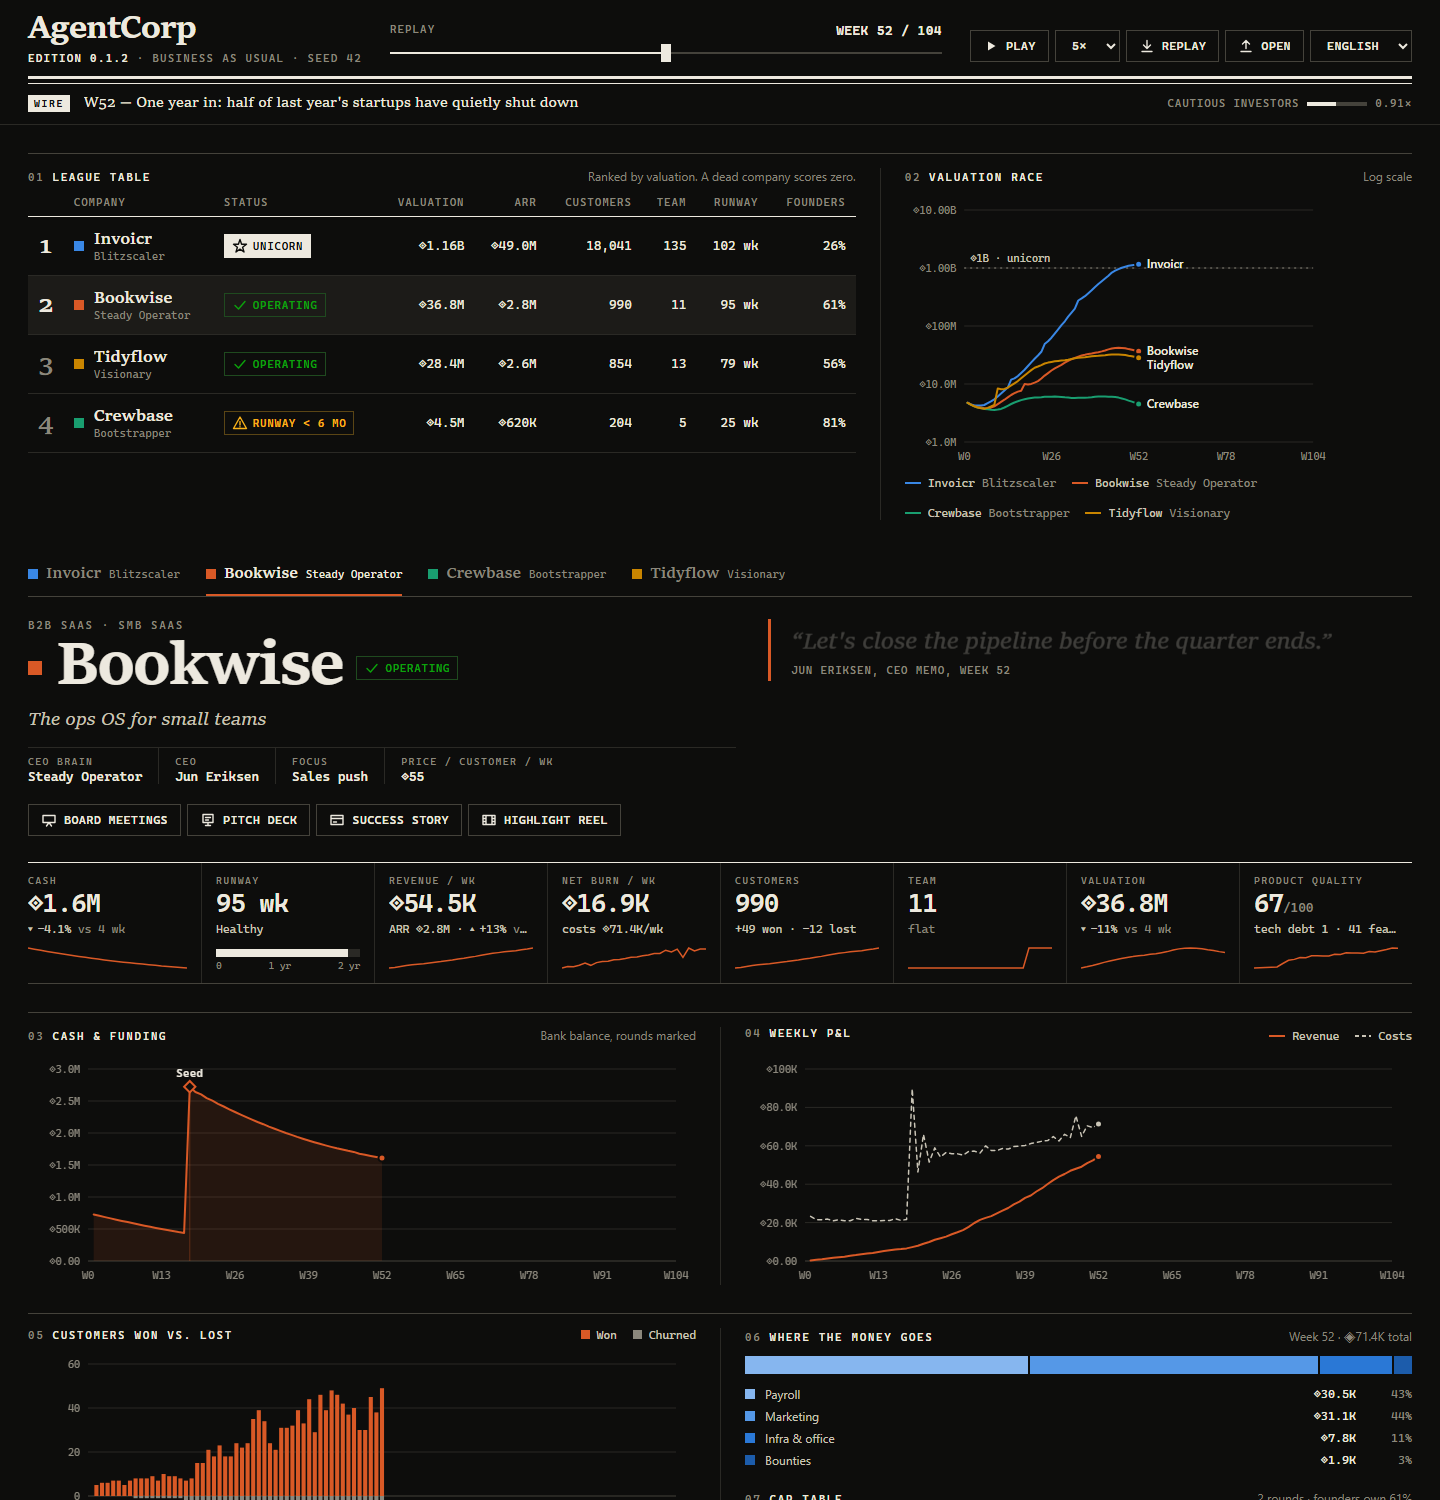 AgentCorp
EDITION 0.1.2 · BUSINESS AS USUAL · SEED 42
REPLAY
WEEK 52 / 104
PLAY
5×
REPLAY
OPEN
ENGLISH
WIRE
W52 — One year in: half of last year's startups have quietly shut down
CAUTIOUS INVESTORS 0.91×
01 LEAGUE TABLE
Ranked by valuation. A dead company scores zero.
COMPANY STATUS VALUATION ARR CUSTOMERS TEAM RUNWAY FOUNDERS
1 Invoicr UNICORN ⟐1.16B ⟐49.0M 18,041 135 102 wk 26%
Blitzscaler
2 Bookwise OPERATING ⟐36.8M ⟐2.8M 990 11 95 wk 61%
Steady Operator
3 Tidyflow OPERATING ⟐28.4M ⟐2.6M 854 13 79 wk 56%
Visionary
4 Crewbase RUNWAY < 6 MO ⟐4.5M ⟐620K 204 5 25 wk 81%
Bootstrapper
02 VALUATION RACE
Log scale
⟐10.00B
⟐1B · unicorn
⟐1.00B
Invoicr
⟐100M
Bookwise
Tidyflow
⟐10.0M
Crewbase
⟐1.0M
W0 W26 W52 W78 W104
Invoicr Blitzscaler Bookwise Steady Operator
Crewbase Bootstrapper Tidyflow Visionary
Invoicr Blitzscaler Bookwise Steady Operator Crewbase Bootstrapper Tidyflow Visionary
B2B SAAS · SMB SAAS
Bookwise OPERATING
The ops OS for small teams
“Let's close the pipeline before the quarter ends.”
JUN ERIKSEN, CEO MEMO, WEEK 52
CEO BRAIN CEO FOCUS PRICE / CUSTOMER / WK
Steady Operator Jun Eriksen Sales push ⟐55
BOARD MEETINGS PITCH DECK SUCCESS STORY HIGHLIGHT REEL
CASH
⟐1.6M
▼ −4.1% vs 4 wk
RUNWAY
95 wk
Healthy
0 1 yr 2 yr
REVENUE / WK
⟐54.5K
ARR ⟐2.8M · ▲ +13% v…
NET BURN / WK
⟐16.9K
costs ⟐71.4K/wk
CUSTOMERS
990
+49 won · −12 lost
TEAM
11
flat
VALUATION
⟐36.8M
▼ −11% vs 4 wk
PRODUCT QUALITY
67/100
tech debt 1 · 41 fea…
03 CASH & FUNDING
Bank balance, rounds marked
⟐3.0M
Seed
⟐2.5M
⟐2.0M
⟐1.5M
⟐1.0M
⟐500K
⟐0.00
W0 W13 W26 W39 W52 W65 W78 W91 W104
04 WEEKLY P&L
Revenue Costs
⟐100K
⟐80.0K
⟐60.0K
⟐40.0K
⟐20.0K
⟐0.00
W0 W13 W26 W39 W52 W65 W78 W91 W104
05 CUSTOMERS WON VS. LOST
Won Churned
60
40
20
0
06 WHERE THE MONEY GOES
Week 52 · ⟐71.4K total
Payroll ⟐30.5K 43%
Marketing ⟐31.1K 44%
Infra & office ⟐7.8K 11%
Bounties ⟐1.9K 3%
07 CAP TABLE
2 rounds · founders own 61%